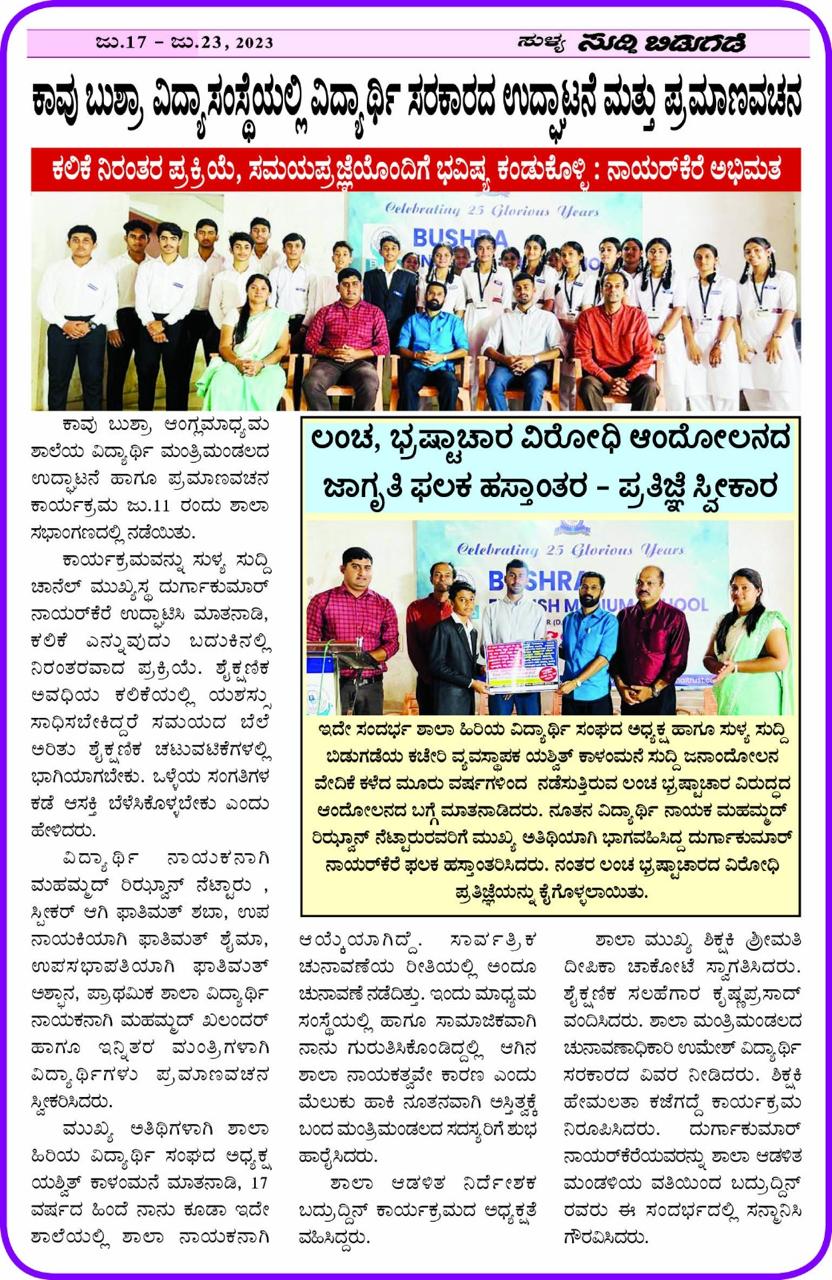 ಜು.17 - ಜು.23, 2023
ಸುಳ್ಯ ಸುದ್ದಿ ಬಿಡುಗಡೆ
ಕಾವು ಬುಶ್ರಾ ವಿದ್ಯಾಸಂಸ್ಥೆಯಲ್ಲಿ ವಿದ್ಯಾರ್ಥಿ ಸರಕಾರದ ಉದ್ಘಾಟನೆ ಮತ್ತು ಪ್ರಮಾಣವಚನ
ಕಲಿಕೆ ನಿರಂತರ ಪ್ರಕ್ರಿಯೆ, ಸಮಯಪ್ರಜ್ಞೆಯೊಂದಿಗೆ ಭವಿಷ್ಯ ಕಂಡುಕೊಳ್ಳಿ : ನಾಯರ್‌ಕೆರೆ ಅಭಿಮತ
Celebrating 25 Glorious Years
BUSHRA
ಕಾವು ಬುಶ್ರಾ ಆಂಗ್ಲಮಾಧ್ಯಮ
ಶಾಲೆಯ ವಿದ್ಯಾರ್ಥಿ ಮಂತ್ರಿಮಂಡಲದ
ಉದ್ಘಾಟನೆ ಹಾಗೂ ಪ್ರಮಾಣವಚನ
ಕಾರ್ಯಕ್ರಮ ಜು.11 ರಂದು ಶಾಲಾ
ಸಭಾಂಗಣದಲ್ಲಿ ನಡೆಯಿತು.
ಕಾರ್ಯಕ್ರಮವನ್ನು ಸುಳ್ಯ ಸುದ್ದಿ
ಚಾನೆಲ್ ಮುಖ್ಯಸ್ಥ ದುರ್ಗಾಕುಮಾರ್
ನಾಯರ್‌ಕೆರೆ ಉದ್ಘಾಟಿಸಿ ಮಾತನಾಡಿ,
ಕಲಿಕೆ ಎನ್ನುವುದು ಬದುಕಿನಲ್ಲಿ
ನಿರಂತರವಾದ ಪ್ರಕ್ರಿಯೆ. ಶೈಕ್ಷಣಿಕ
ಅವಧಿಯ ಕಲಿಕೆಯಲ್ಲಿ ಯಶಸ್ಸು
ಸಾಧಿಸಬೇಕಿದ್ದರೆ ಸಮಯದ ಬೆಲೆ
ಅರಿತು ಶೈಕ್ಷಣಿಕ ಚಟುವಟಿಕೆಗಳಲ್ಲಿ
ಭಾಗಿಯಾಗಬೇಕು. ಒಳ್ಳೆಯ ಸಂಗತಿಗಳ
ಕಡೆ ಆಸಕ್ತಿ ಬೆಳೆಸಿಕೊಳ್ಳಬೇಕು ಎಂದು
ಹೇಳಿದರು.
ವಿದ್ಯಾರ್ಥಿ ನಾಯಕನಾಗಿ
ಮಹಮ್ಮದ್ ರಿಝ್ವಾನ್ ನೆಟ್ಟಾರು ,
ಸ್ಪೀಕರ್ ಆಗಿ ಫಾತಿಮತ್ ಶಬಾ, ಉಪ
ನಾಯಕಿಯಾಗಿ ಫಾತಿಮತ್ ಶೈಮಾ,
ಉಪಸಭಾಪತಿಯಾಗಿ ಫಾತಿಮತ್
ಅಶ್ಫಾನ, ಪ್ರಾಥಮಿಕ ಶಾಲಾ ವಿದ್ಯಾರ್ಥಿ
ನಾಯಕನಾಗಿ ಮಹಮ್ಮದ್ ಖಲಂದರ್
ಹಾಗೂ ಇನ್ನಿತರ ಮಂತ್ರಿಗಳಾಗಿ
ವಿದ್ಯಾರ್ಥಿಗಳು ಪ್ರಮಾಣವಚನ
ಸ್ವೀಕರಿಸಿದರು.
ಮುಖ್ಯ ಅತಿಥಿಗಳಾಗಿ ಶಾಲಾ
ಹಿರಿಯ ವಿದ್ಯಾರ್ಥಿ ಸಂಘದ ಅಧ್ಯಕ್ಷ
ಯಶ್ವಿತ್ ಕಾಳಂಮನೆ ಮಾತನಾಡಿ, 17
ವರ್ಷದ ಹಿಂದೆ ನಾನು ಕೂಡಾ ಇದೇ
ಶಾಲೆಯಲ್ಲಿ ಶಾಲಾ ನಾಯಕನಾಗಿ
ಲಂಚ, ಭ್ರಷ್ಟಾಚಾರ ವಿರೋಧಿ ಆಂದೋಲನದ
ಜಾಗೃತಿ ಫಲಕ ಹಸ್ತಾಂತರ - ಪ್ರತಿಜ್ಞೆ ಸ್ವೀಕಾರ
Celebrating 25 Glorious Years
BUSHRA
ಇದೇ ಸಂದರ್ಭ ಶಾಲಾ ಹಿರಿಯ ವಿದ್ಯಾರ್ಥಿ ಸಂಘದ ಅಧ್ಯಕ್ಷ ಹಾಗೂ ಸುಳ್ಯ ಸುದ್ದಿ
ಬಿಡುಗಡೆಯ ಕಚೇರಿ ವ್ಯವಸ್ಥಾಪಕ ಯಶ್ವಿತ್ ಕಾಳಂಮನೆ ಸುದ್ದಿ ಜನಾಂದೋಲನ
ವೇದಿಕೆ ಕಳೆದ ಮೂರು ವರ್ಷಗಳಿಂದ ನಡೆಸುತ್ತಿರುವ ಲಂಚ ಭ್ರಷ್ಟಾಚಾರ ವಿರುದ್ಧದ
ಆಂದೋಲನದ ಬಗ್ಗೆ ಮಾತನಾಡಿದರು. ನೂತನ ವಿದ್ಯಾರ್ಥಿ ನಾಯಕ ಮಹಮ್ಮದ್
ರಿಝ್ವಾನ್ ನೆಟ್ಟಾರುರವರಿಗೆ ಮುಖ್ಯ ಅತಿಥಿಯಾಗಿ ಭಾಗವಹಿಸಿದ್ದ ದುರ್ಗಾಕುಮಾರ್
ನಾಯರ್‌ಕೆರೆ ಫಲಕ ಹಸ್ತಾಂತರಿಸಿದರು. ನಂತರ ಲಂಚ ಭ್ರಷ್ಟಾಚಾರದ ವಿರೋಧಿ
ಪ್ರತಿಜ್ಞೆಯನ್ನು ಕೈಗೊಳ್ಳಲಾಯಿತು.
ಆಯ್ಕೆಯಾಗಿದ್ದೆ. ಸಾರ್ವತ್ರಿಕ
ಚುನಾವಣೆಯ ರೀತಿಯಲ್ಲಿ ಅಂದೂ
ಚುನಾವಣೆ ನಡೆದಿತ್ತು. ಇಂದು ಮಾಧ್ಯಮ
ಸಂಸ್ಥೆಯಲ್ಲಿ ಹಾಗೂ ಸಾಮಾಜಿಕವಾಗಿ
ನಾನು ಗುರುತಿಸಿಕೊಂಡಿದ್ದಲ್ಲಿ ಆಗಿನ
ಶಾಲಾ ನಾಯಕತ್ವವೇ ಕಾರಣ ಎಂದು
ಮೆಲುಕು ಹಾಕಿ ನೂತನವಾಗಿ ಅಸ್ತಿತ್ವಕ್ಕೆ
ಬಂದ ಮಂತ್ರಿಮಂಡಲದ ಸದಸ್ಯರಿಗೆ ಶುಭ
ಹಾರೈಸಿದರು.
ಶಾಲಾ ಆಡಳಿತ ನಿರ್ದೇಶಕ
ಬದ್ರುದ್ದಿನ್ ಕಾರ್ಯಕ್ರಮದ ಅಧ್ಯಕ್ಷತೆ
ವಹಿಸಿದ್ದರು.
ಶಾಲಾ ಮುಖ್ಯ ಶಿಕ್ಷಕಿ ಶ್ರೀಮತಿ
ದೀಪಿಕಾ ಚಾಕೋಟೆ ಸ್ವಾಗತಿಸಿದರು.
ಶೈಕ್ಷಣಿಕ ಸಲಹೆಗಾರ ಕೃಷ್ಣಪ್ರಸಾದ್
ವಂದಿಸಿದರು. ಶಾಲಾ ಮಂತ್ರಿಮಂಡಲದ
ಚುನಾವಣಾಧಿಕಾರಿ ಉಮೇಶ್ ವಿದ್ಯಾರ್ಥಿ
ಸರಕಾರದ ವಿವರ ನೀಡಿದರು. ಶಿಕ್ಷಕಿ
ಹೇಮಲತಾ ಕಜೆಗದ್ದೆ ಕಾರ್ಯಕ್ರಮ
ನಿರೂಪಿಸಿದರು. ದುರ್ಗಾಕುಮಾರ್
ನಾಯರ್‌ಕೆರೆಯವರನ್ನು ಶಾಲಾ ಆಡಳಿತ
ಮಂಡಳಿಯ ವತಿಯಿಂದ ಬದ್ರುದ್ದಿನ್
ರವರು ಈ ಸಂದರ್ಭದಲ್ಲಿ ಸನ್ಮಾನಿಸಿ
ಗೌರವಿಸಿದರು.